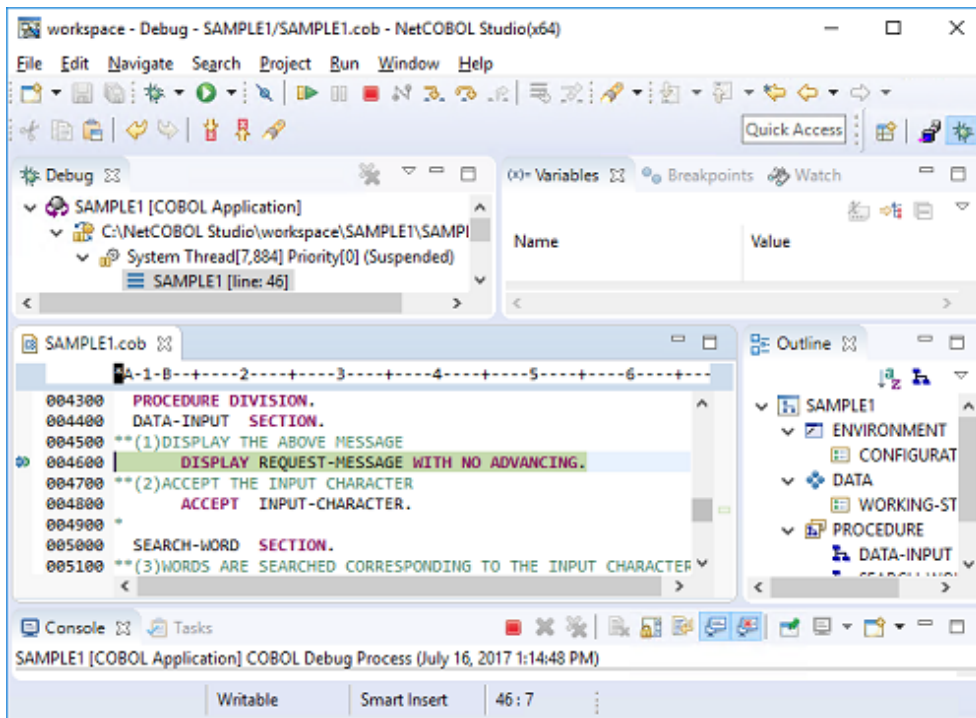 workspace - Debug - SAMPLE1/SAMPLE1.cob - NetCOBOL Studio(x64)
File Edit Navigate Search Project Run Window Help
Quick Access
Debug
SAMPLE1 [COBOL Application]
C:\NetCOBOL Studio\workspace\SAMPLE1\SAMPL
System Thread[7,884] Priority[0] (Suspended)
SAMPLE1 [line: 46]
(x)= Variables Breakpoints Watch
Name Value
SAMPLE1.cob
A-1-B--+----2----+----3----+----4----+----5----+----6----+---
004300 PROCEDURE DIVISION.
004400 DATA-INPUT SECTION.
004500 **(1)DISPLAY THE ABOVE MESSAGE
004600 DISPLAY REQUEST-MESSAGE WITH NO ADVANCING.
004700 **(2)ACCEPT THE INPUT CHARACTER
004800 ACCEPT INPUT-CHARACTER.
004900 *
005000 SEARCH-WORD SECTION.
005100 **(3)WORDS ARE SEARCHED CORRESPONDING TO THE INPUT CHARACTER
Outline
SAMPLE1
ENVIRONMENT
CONFIGURAT
DATA
WORKING-ST
PROCEDURE
DATA-INPUT
Console Tasks
SAMPLE1 [COBOL Application] COBOL Debug Process (July 16, 2017 1:14:48 PM)
Writable Smart Insert 46 : 7